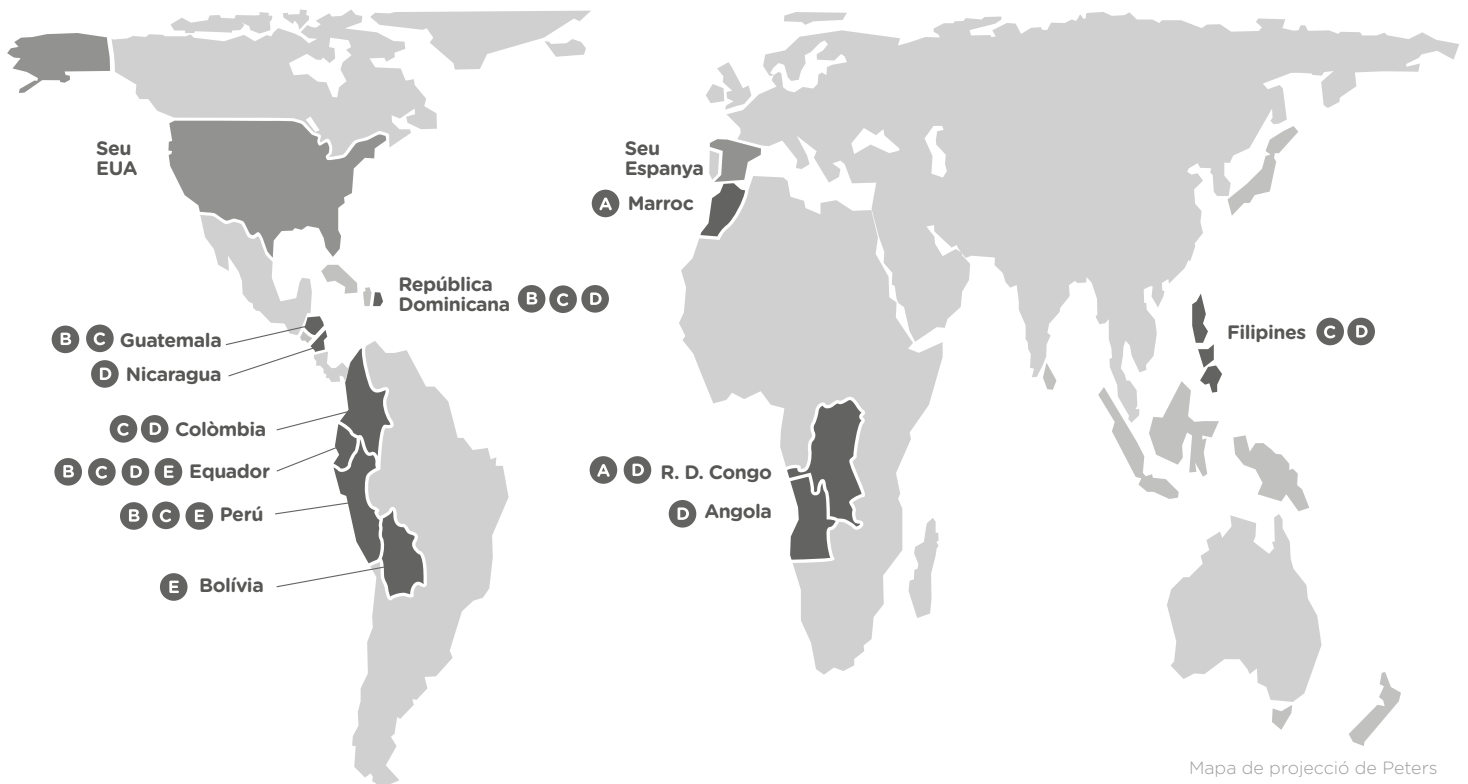 Seu
EUA
Seu
Espanya
A Marroc
República
Dominicana B C D
B C Guatemala
Filipines C D
D Nicaragua
C D Colòmbia
B C D E Equador
A D R. D. Congo
B C E Perú
D Angola
E Bolívia
Mapa de projecció de Peters